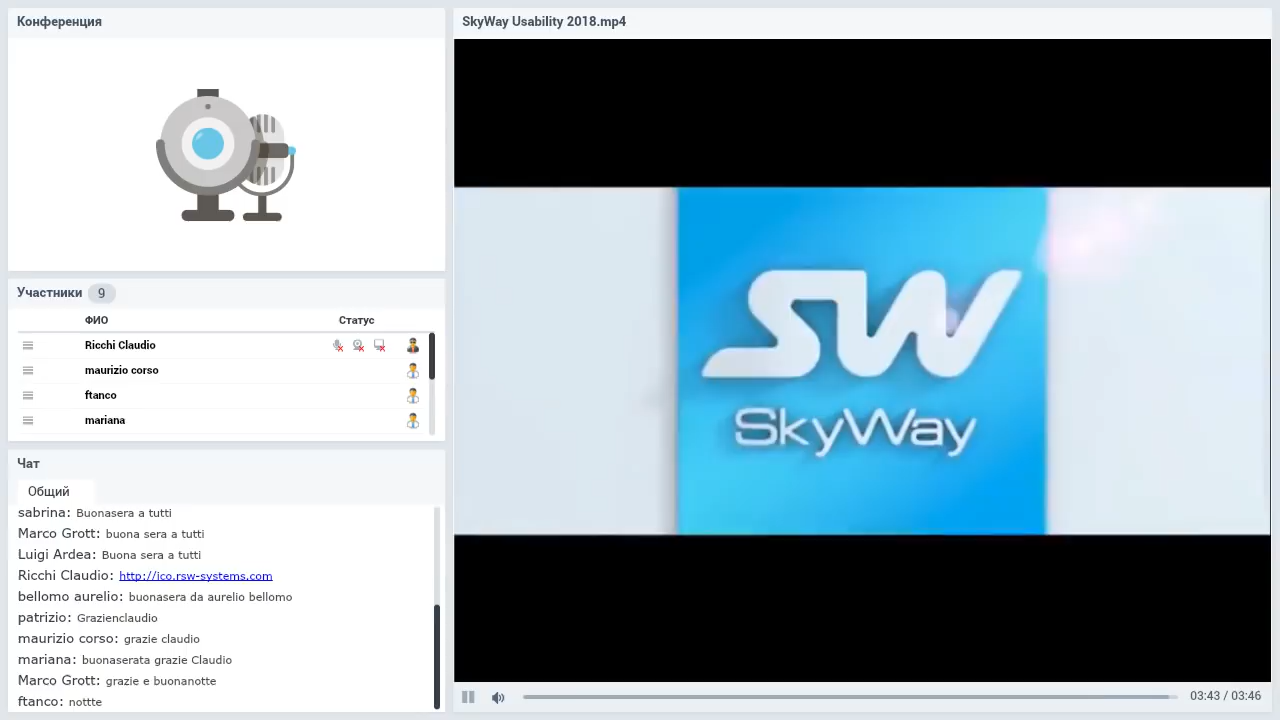 Конференция
SkyWay Usability 2018.mp4
SW
SkyWay
Участники 9
ФИО Статус
Ricchi Claudio
maurizio corso
ftanco
mariana
Чат
Общий
sabrina: Buonasera a tutti
Marco Grott: buona sera a tutti
Luigi Ardea: Buona sera a tutti
Ricchi Claudio: http://ico.rsw-systems.com
bellomo aurelio: buonasera da aurelio bellomo
patrizio: Grazienclaudio
maurizio corso: grazie claudio
mariana: buonaserata grazie Claudio
Marco Grott: grazie e buonanotte
ftanco: nottte
03:43 / 03:46